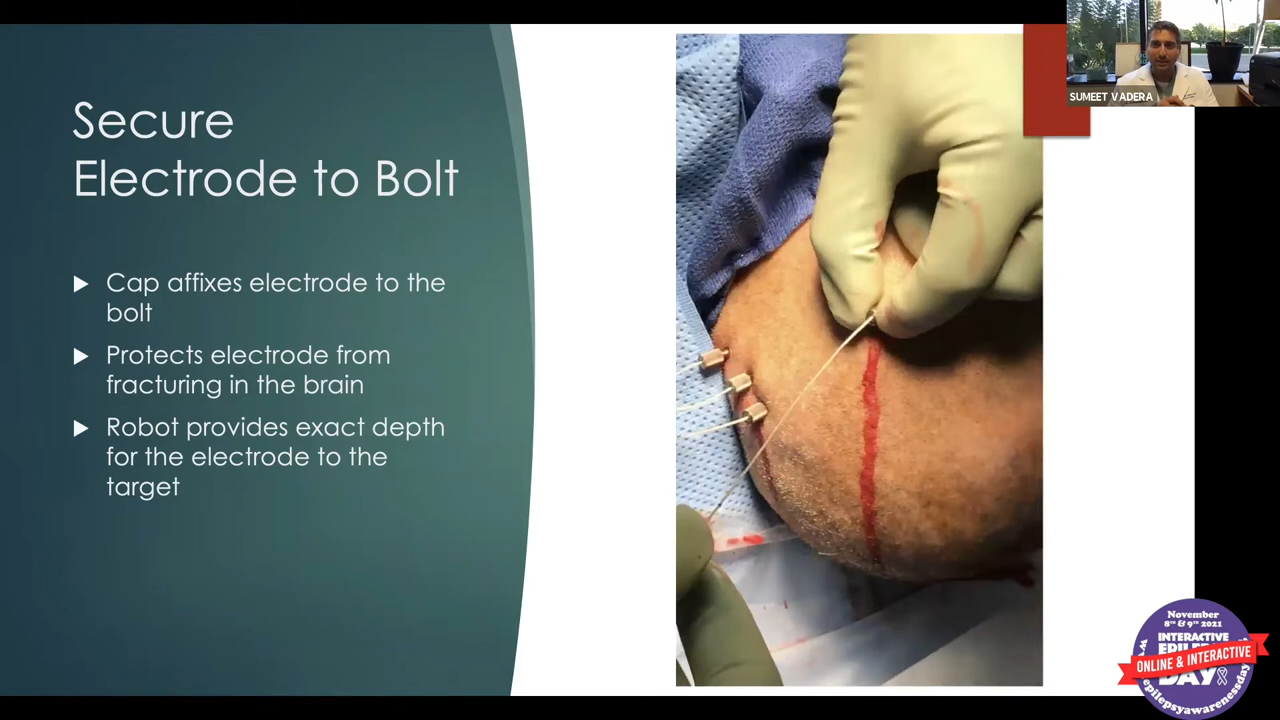 Secure
Electrode to Bolt
Cap affixes electrode to the
bolt
Protects electrode from
fracturing in the brain
Robot provides exact depth
for the electrode to the
target
SUMEET VADERA
November
8TH & 9TH 2021
INTERACTIVE
ONLINE & INTERACTIVE
DAY
epilepsyawarenessday